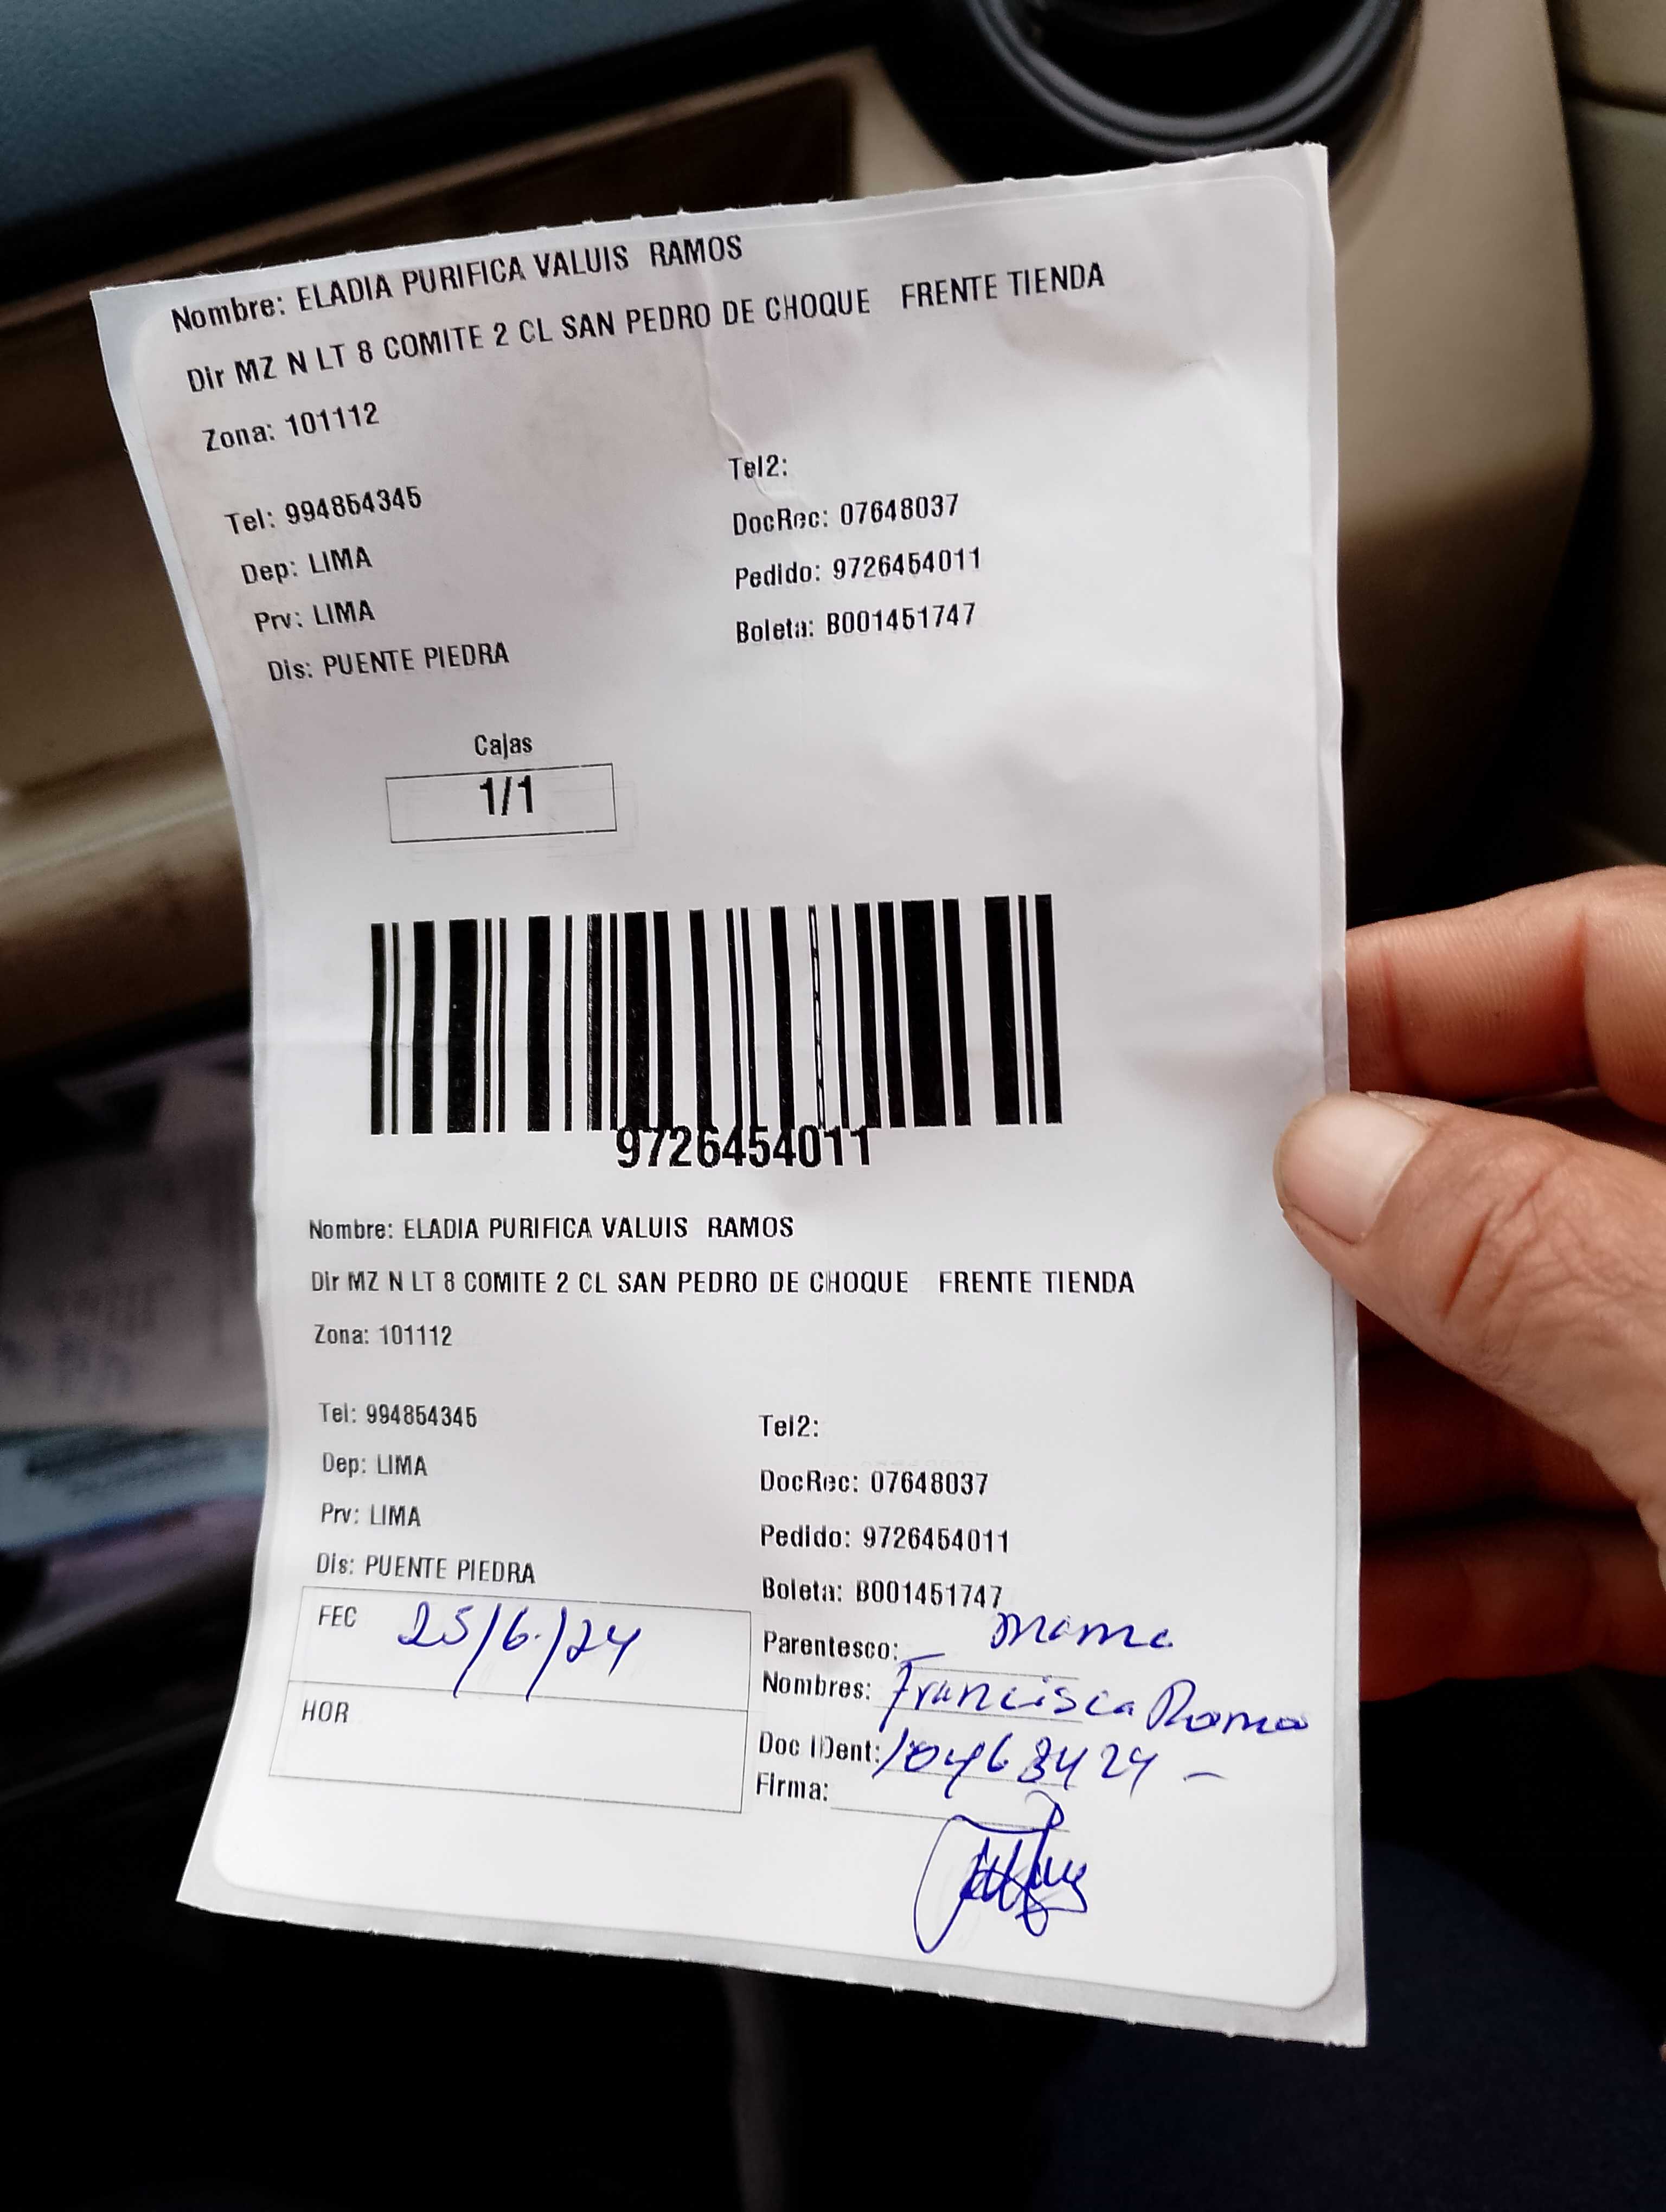 Nombre: ELADIA PURIFICA VALUIS RAMOS
Dir MZ N LT 8 COMITE 2 CL SAN PEDRO DE CHOQUE FRENTE TIENDA
Zona: 101112
Tel: 994854345
Dep: LIMA
Prv: LIMA
Dis: PUENTE PIEDRA
Tel2:
DocRec: 07648037
Pedido: 9726454011
Boleta: B001451747
Cajas
1/1
9726454011
Nombre: ELADIA PURIFICA VALUIS RAMOS
Dir MZ N LT 8 COMITE 2 CL SAN PEDRO DE CHOQUE FRENTE TIENDA
Zona: 101112
Tel: 994854345
Dep: LIMA
Prv: LIMA
Dis: PUENTE PIEDRA
Tel2:
DocRec: 07648037
Pedido: 9726454011
Boleta: B001451747
FEC 25/6/24
HOR
Parentesco:
Nombres: Francisca
Doc IDent:
Firma: